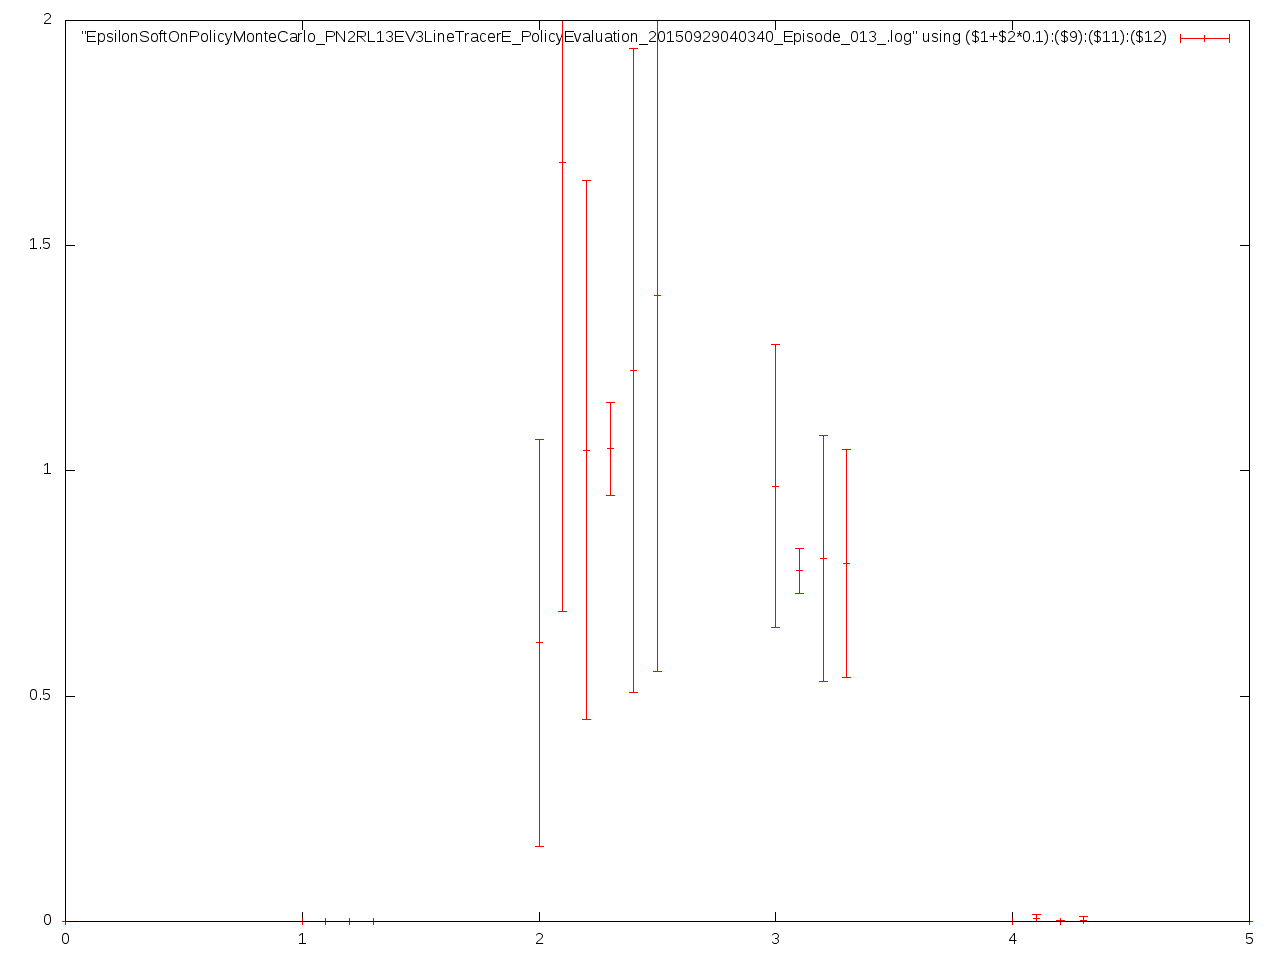 2
"EpsilonSoftOnPolicyMonteCarlo_PN2RL13EV3LineTracerE_PolicyEvaluation_20150929040340_Episode_013_.log" using ($1+$2*0.1):($9):($11):($12)
1.5
1
0.5
0
0 1 2 3 4 5